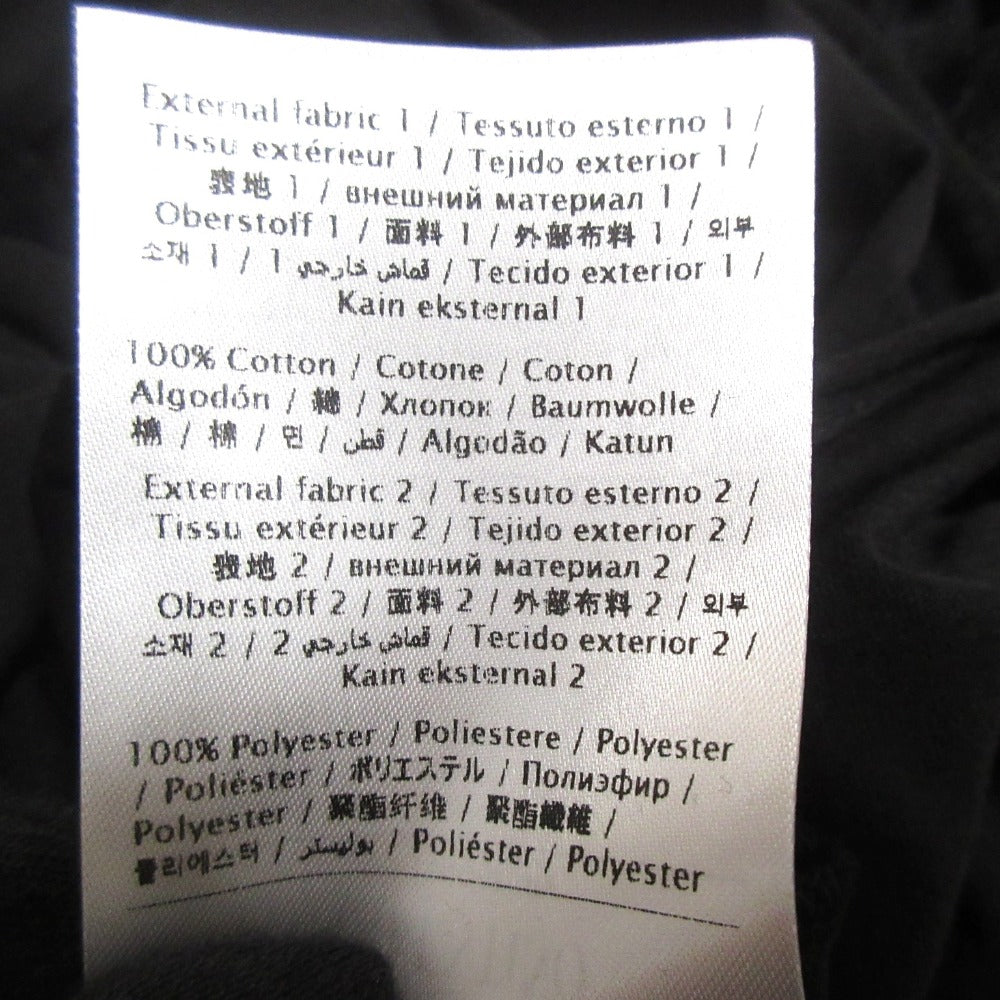 External fabric 1 / Tessuto esterno 1 /
Tissu extérieur 1 / Tejido exterior 1 /
表地 1 / внешний материал 1 /
Oberstoff 1 / 面料 1 / 外部布料 1 / 외부
소재 1 / 1 قماش خارجي / Tecido exterior 1 /
Kain eksternal 1
100% Cotton / Cotone / Coton /
Algodón / 綿 / Хлопок / Baumwolle /
棉 / 棉 / 면 / قطن / Algodão / Katun
External fabric 2 / Tessuto esterno 2 /
Tissu extérieur 2 / Tejido exterior 2 /
表地 2 / внешний материал 2 /
Oberstoff 2 / 面料 2 / 外部布料 2 / 외부
소재 2 / 2 قماش خارجي / Tecido exterior 2 /
Kain eksternal 2
100% Polyester / Poliestere / Polyester
/ Poliéster / ポリエステル / Полиэфир /
Polyester / 聚酯纤维 / 聚酯纖維 /
폴리에스터 / بوليستر / Poliéster / Polyester